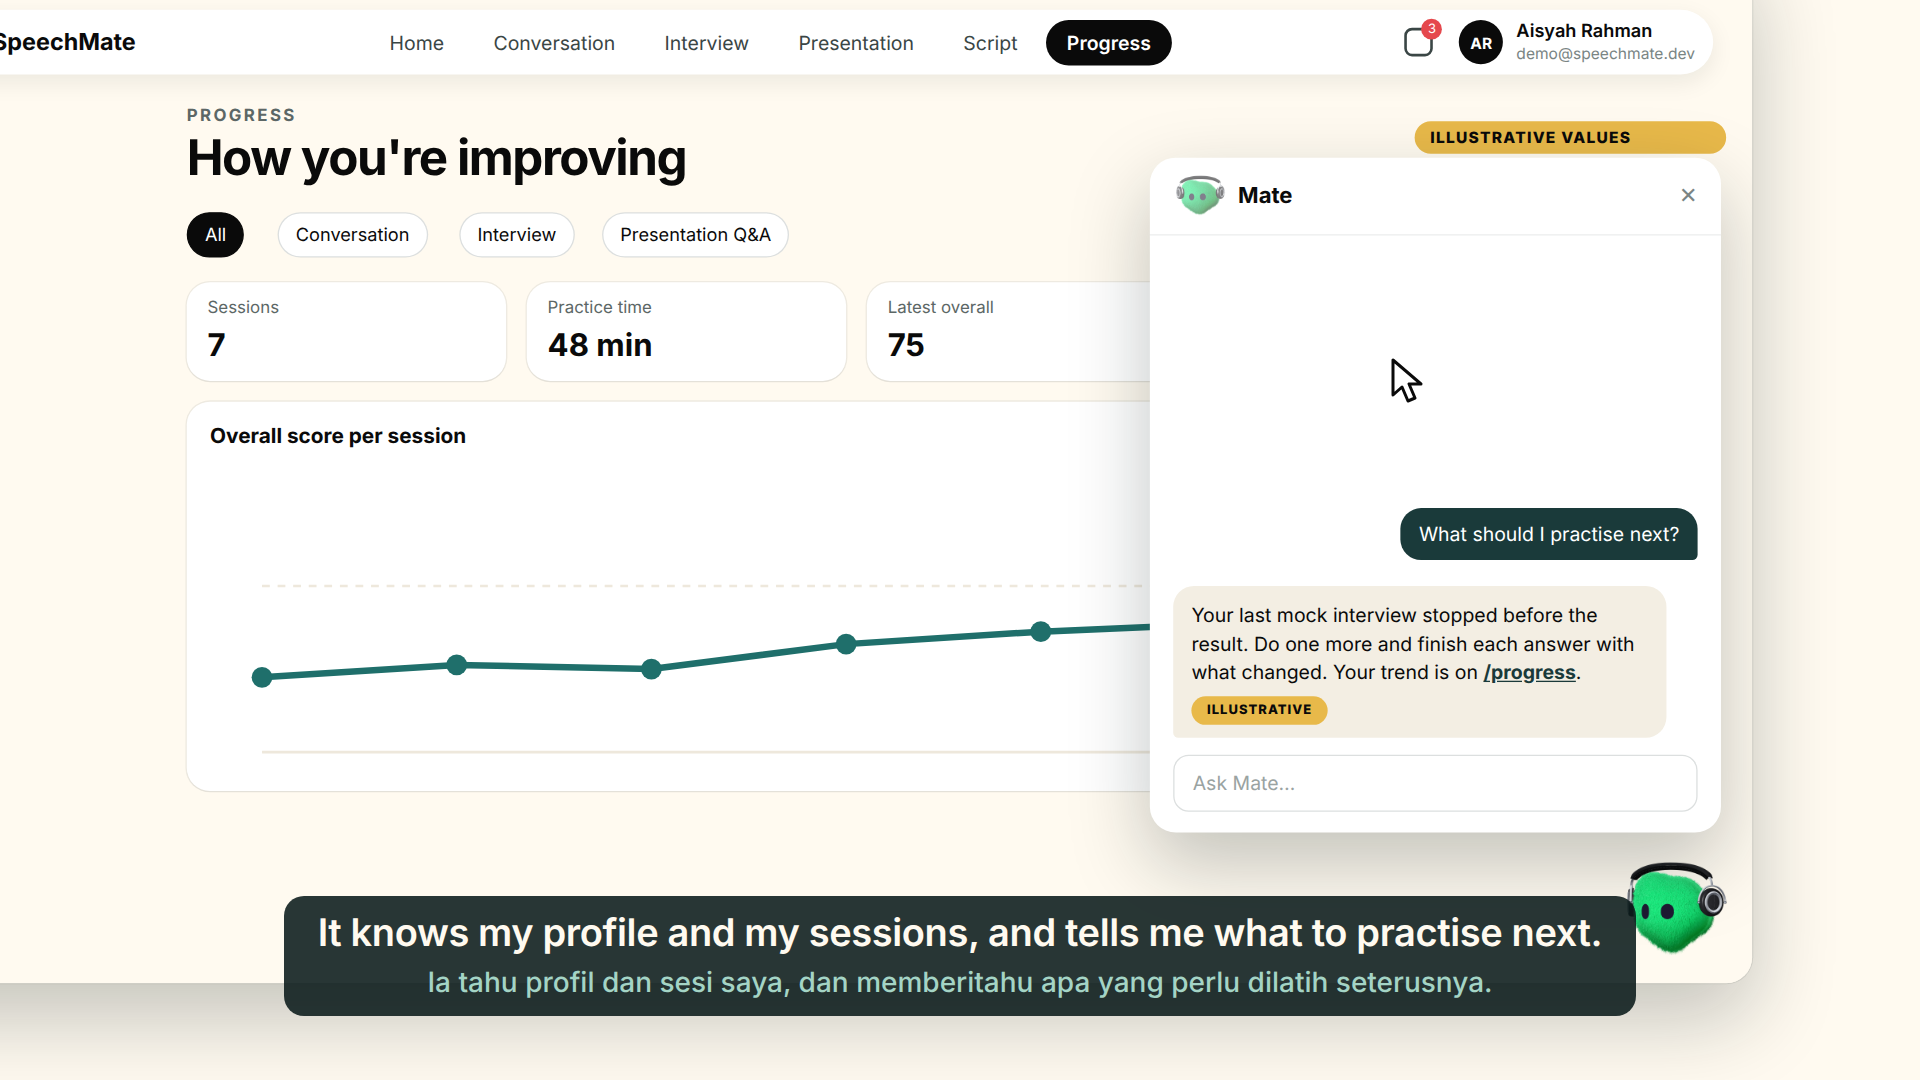 SpeechMate
Home
Conversation
Interview
Presentation
Script
Progress
3
AR
Aisyah Rahman
demo@speechmate.dev
PROGRESS
How you're improving
ILLUSTRATIVE VALUES
All
Conversation
Interview
Presentation Q&A
Sessions
7
Practice time
48 min
Latest overall
75
Overall score per session
Mate
×
What should I practise next?
Your last mock interview stopped before the
result. Do one more and finish each answer with
what changed. Your trend is on /progress.
ILLUSTRATIVE
Ask Mate...
It knows my profile and my sessions, and tells me what to practise next.
Ia tahu profil dan sesi saya, dan memberitahu apa yang perlu dilatih seterusnya.